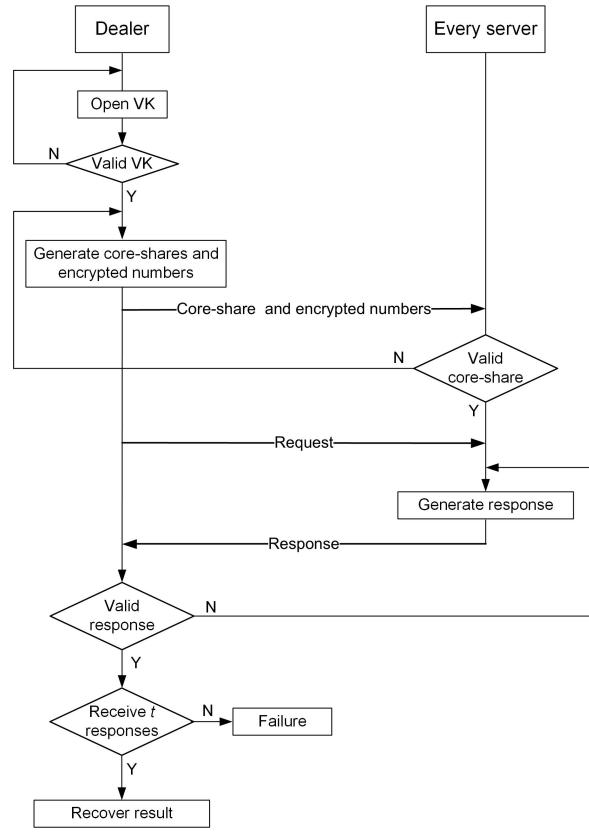 Dealer
Every server
Open VK
N
Valid VK
Y
Generate core-shares and
encrypted numbers
Core-share and encrypted numbers
N
Valid
core-share
Y
Request
Generate response
Response
Valid
response
N
Y
Receive t
responses
N
Failure
Y
Recover result